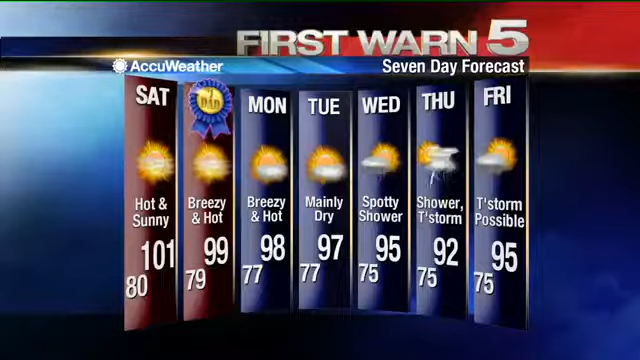 FIRST WARN 5
AccuWeather
Seven Day Forecast
SAT
Hot &
Sunny
101
80
#1
DAD
Breezy
& Hot
99
79
MON
Breezy
& Hot
98
77
TUE
Mainly
Dry
97
77
WED
Spotty
Shower
95
75
THU
Shower,
T'storm
92
75
FRI
T'storm
Possible
95
75